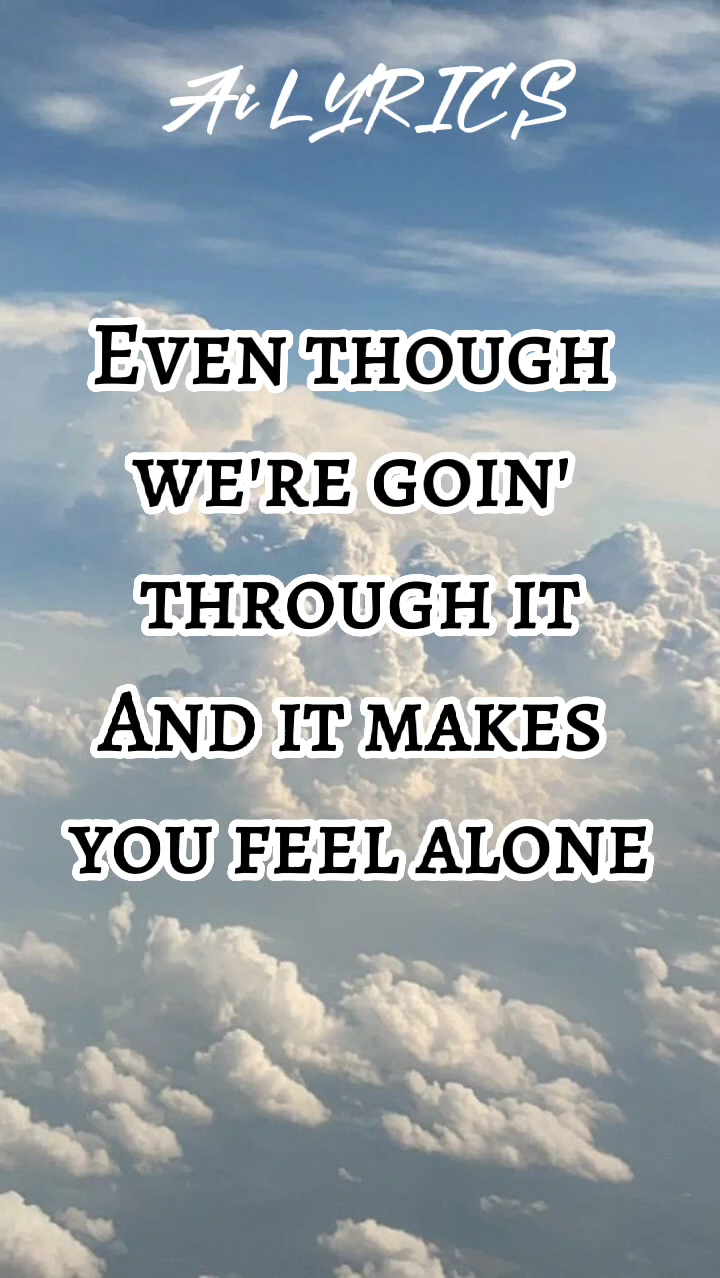 Ai LYRICS
Even though
we're goin'
through it
And it makes
you feel alone